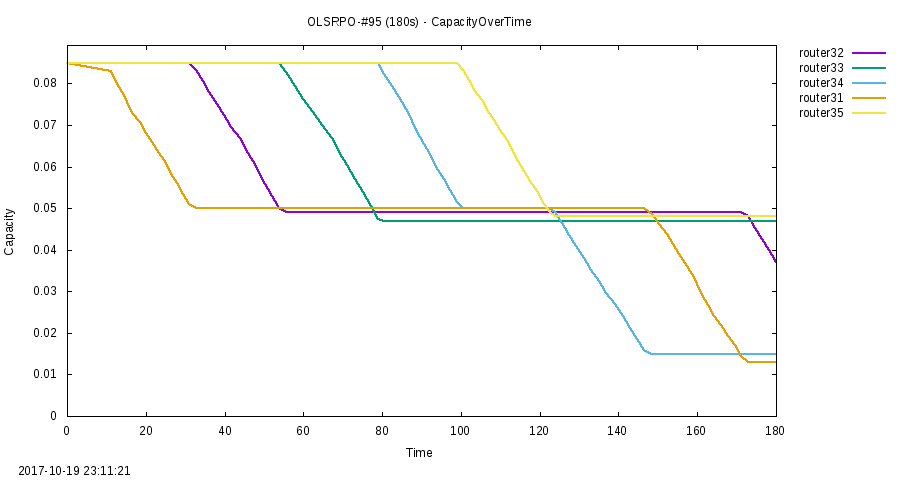 OLSRPO-#95 (180s) - CapacityOverTime
router32
router33
router34
router31
router35
0.08
0.07
0.06
0.05
0.04
0.03
0.02
0.01
0
Capacity
0 20 40 60 80 100 120 140 160 180
Time
2017-10-19 23:11:21